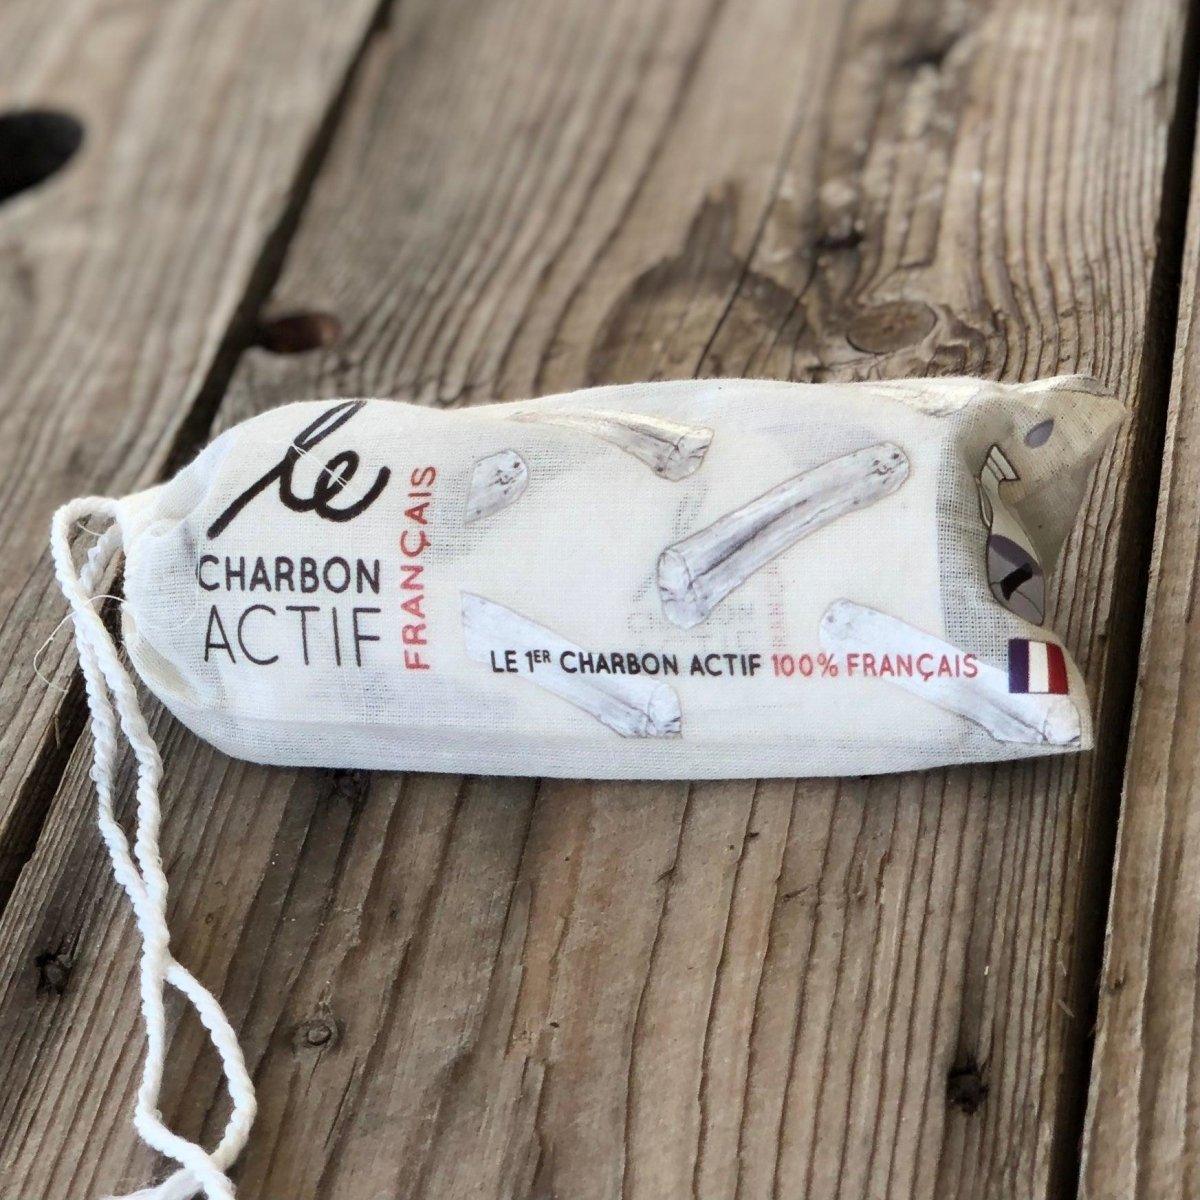 le
CHARBON
ACTIF
FRANÇAIS
LE 1ER CHARBON ACTIF 100% FRANÇAIS